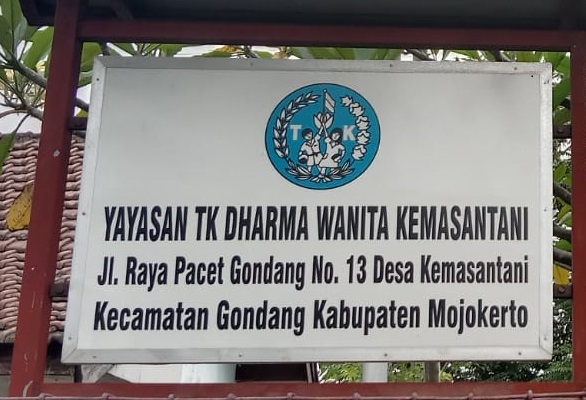 TK
YAYASAN TK DHARMA WANITA KEMASANTANI
Jl. Raya Pacet Gondang No. 13 Desa Kemasantani
Kecamatan Gondang Kabupaten Mojokerto